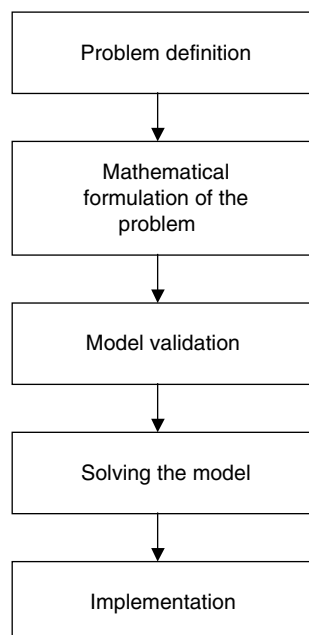 Problem definition
Mathematical
formulation of the
problem
Model validation
Solving the model
Implementation